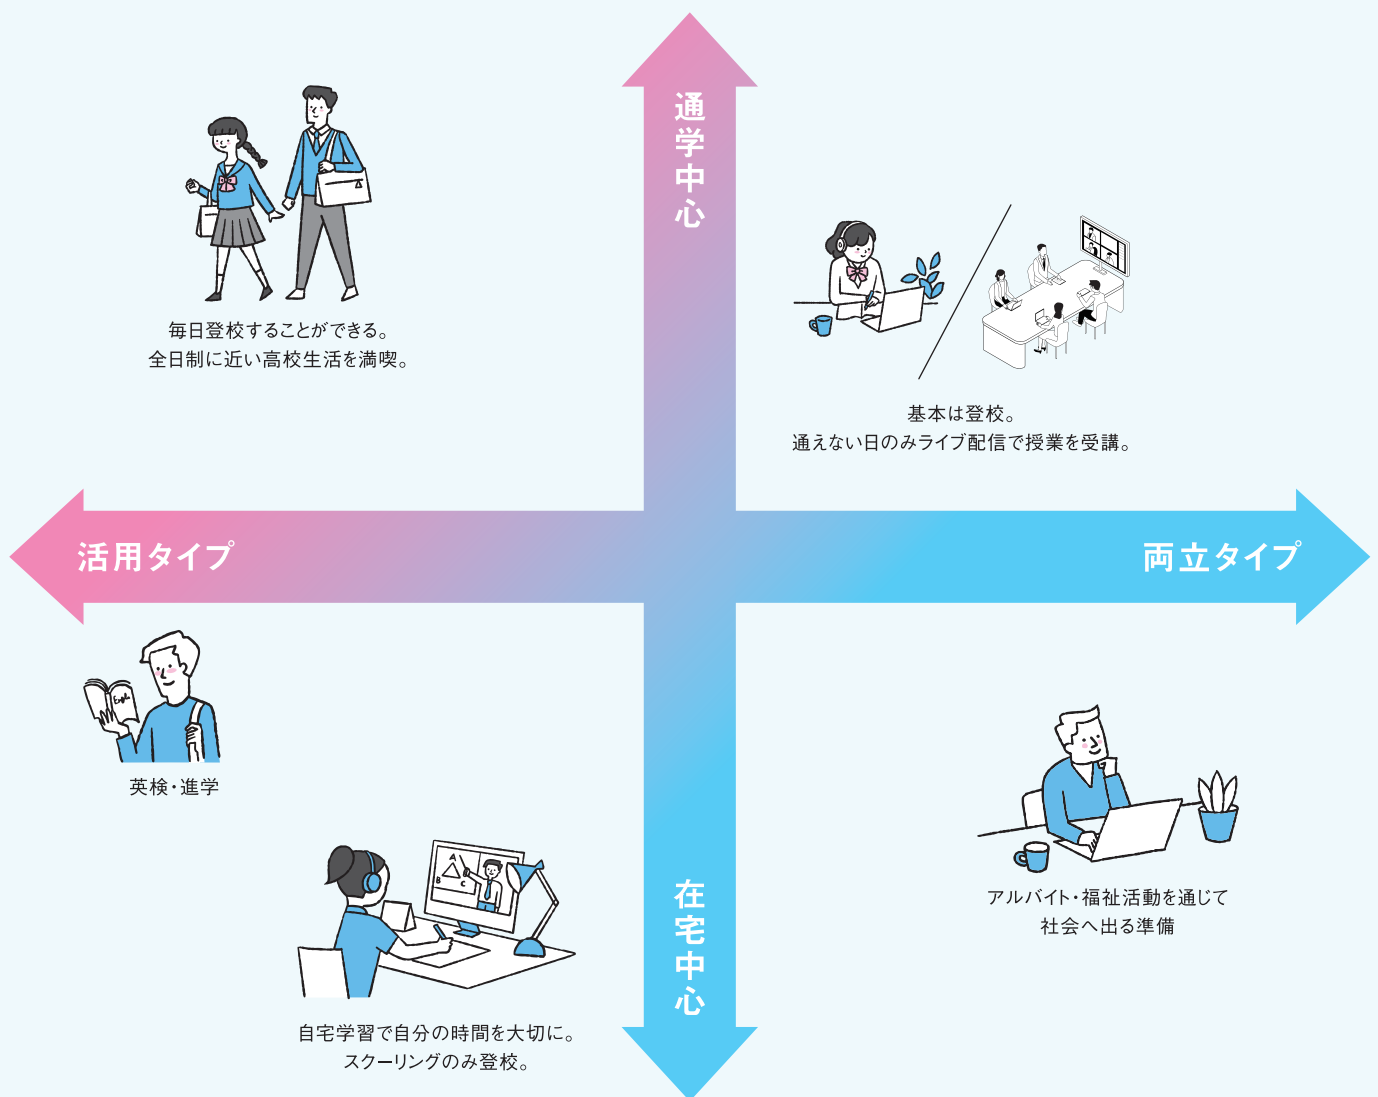 通学中心
毎日登校することができる。
全日制に近い高校生活を満喫。
基本は登校。
通えない日のみライブ配信で授業を受講。
活用タイプ
両立タイプ
英検・進学
A
B
C
アルバイト・福祉活動を通じて
社会へ出る準備
在宅中心
自宅学習で自分の時間を大切に。
スクーリングのみ登校。